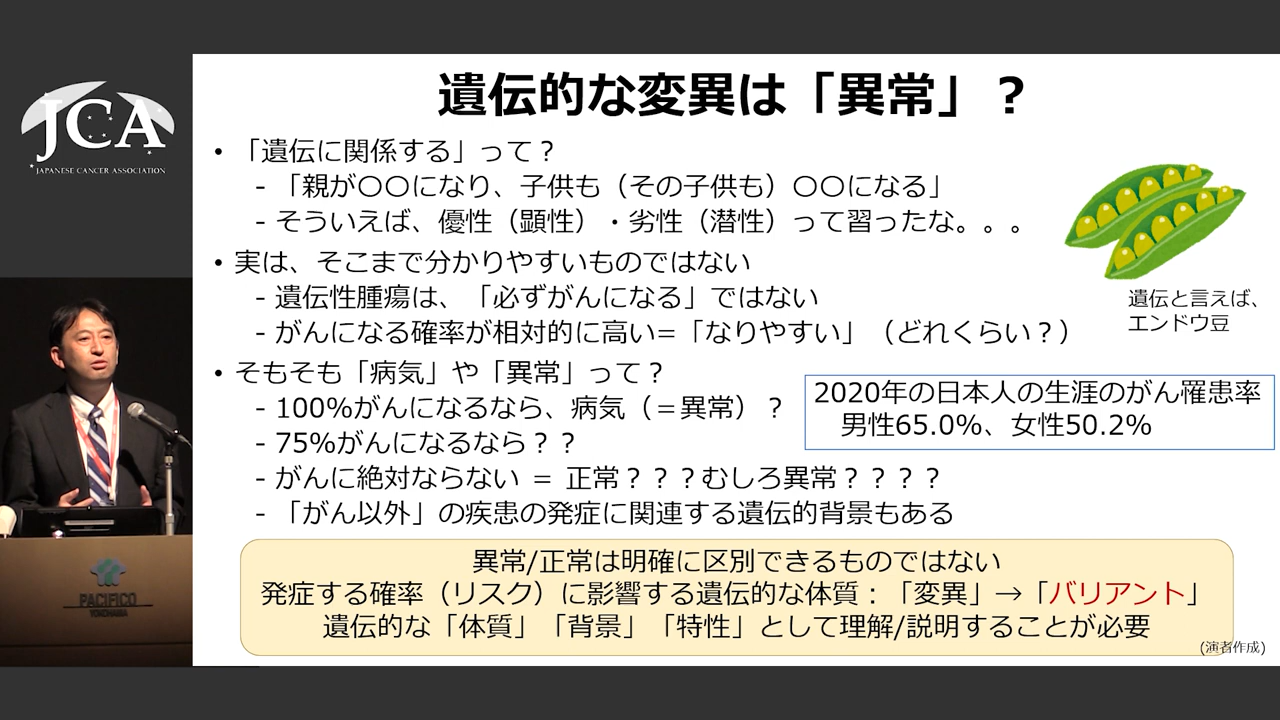 JCA
JAPANESE CANCER ASSOCIATION
遺伝的な変異は「異常」？
• 「遺伝に関係する」って？
- 「親が〇〇になり、子供も（その子供も）〇〇になる」
- そういえば、優性（顕性）・劣性（潜性）って習ったな。。。
• 実は、そこまで分かりやすいものではない
- 遺伝性腫瘍は、「必ずがんになる」ではない
- がんになる確率が相対的に高い=「なりやすい」（どれくらい？）
遺伝と言えば、
エンドウ豆
• そもそも「病気」や「異常」って？
- 100%がんになるなら、病気（＝異常）？
- 75%がんになるなら？？
- がんに絶対ならない ＝ 正常？？？むしろ異常？？？？
- 「がん以外」の疾患の発症に関連する遺伝的背景もある
2020年の日本人の生涯のがん罹患率
男性65.0%、女性50.2%
異常/正常は明確に区別できるものではない
発症する確率（リスク）に影響する遺伝的な体質：「変異」→「バリアント」
遺伝的な「体質」「背景」「特性」として理解/説明することが必要
(演者作成)
PACIFICO
YOKOHAMA